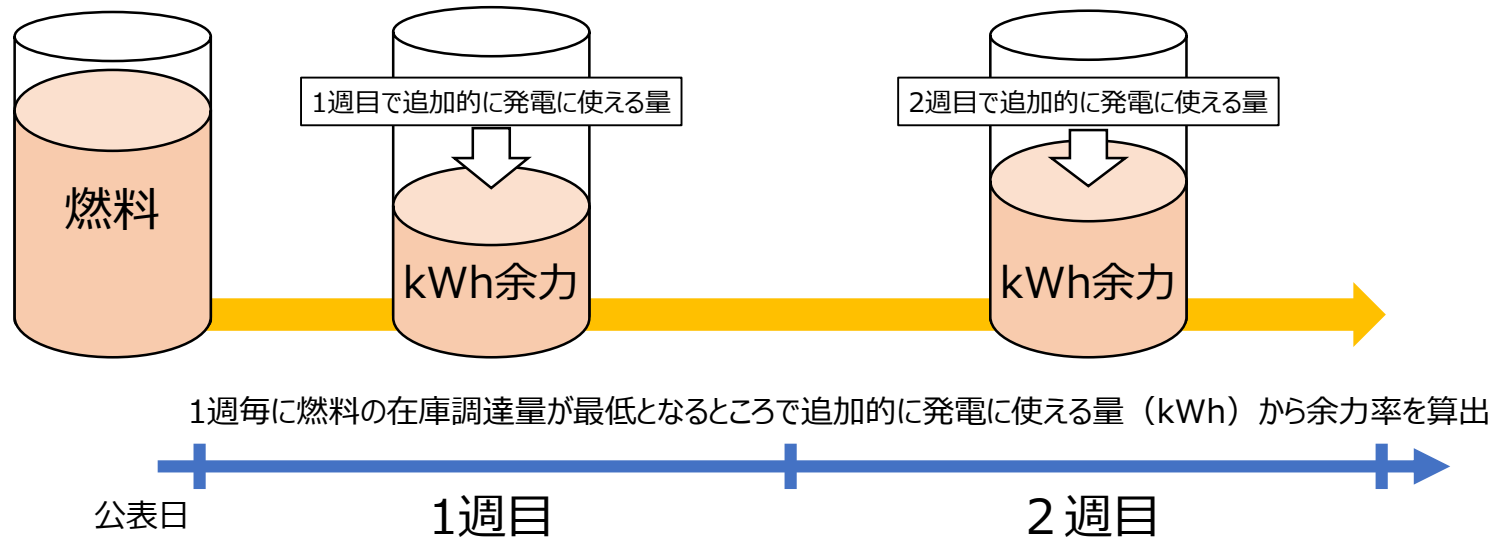 1週目で追加的に発電に使える量
2週目で追加的に発電に使える量
燃料
kWh余力
kWh余力
1週毎に燃料の在庫調達量が最低となるところで追加的に発電に使える量（kWh）から余力率を算出
公表日
1週目
２週目